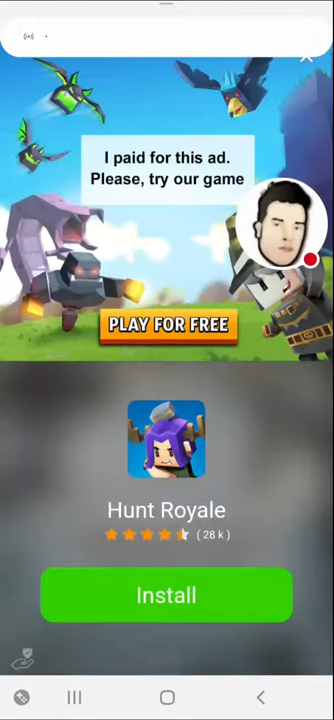 I paid for this ad.
Please, try our game
PLAY FOR FREE
Hunt Royale
( 28 k )
Install